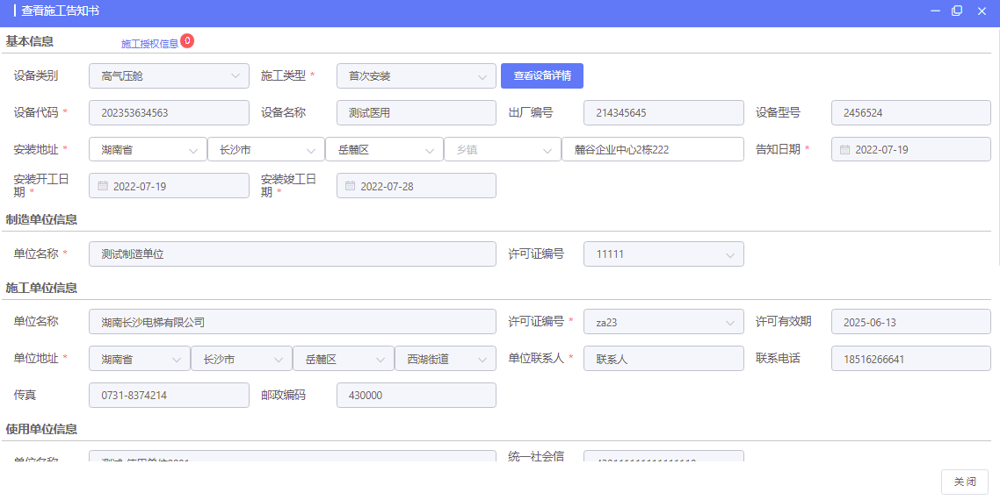 查看施工告知书
基本信息 施工授权信息 0
设备类别 高气压舱 施工类型 * 首次安装 查看设备详情
设备代码 * 202353634563 设备名称 测试医用 出厂编号 214345645 设备型号 2456524
安装地址 * 湖南省 长沙市 岳麓区 乡镇 麓谷企业中心2栋222 告知日期 * 2022-07-19
安装开工日期 * 2022-07-19 安装竣工日期 * 2022-07-28
制造单位信息
单位名称 * 测试制造单位 许可证编号 11111
施工单位信息
单位名称 湖南长沙电梯有限公司 许可证编号 * za23 许可有效期 2025-06-13
单位地址 * 湖南省 长沙市 岳麓区 西湖街道 单位联系人 * 联系人 联系电话 18516266641
传真 0731-8374214 邮政编码 430000
使用单位信息
单位名称 统一社会信
关 闭